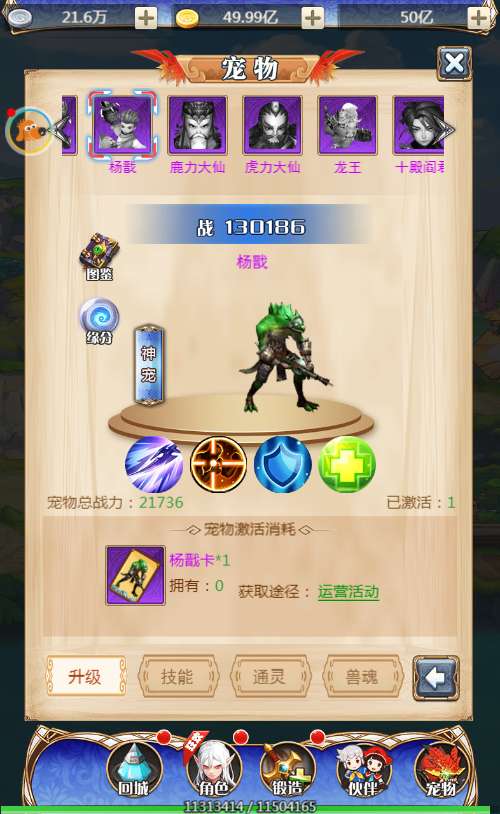 21.6万
49.99亿
50亿
宠物
杨戬
鹿力大仙
虎力大仙
龙王
十殿阎君
战 130186
杨戬
图鉴
缘分
神宠
宠物总战力：21736
已激活：1
宠物激活消耗
杨戬卡*1
拥有：0
获取途径：运营活动
升级
技能
通灵
兽魂
回城
角色
锻造
伙伴
宠物
11313414 / 11504165